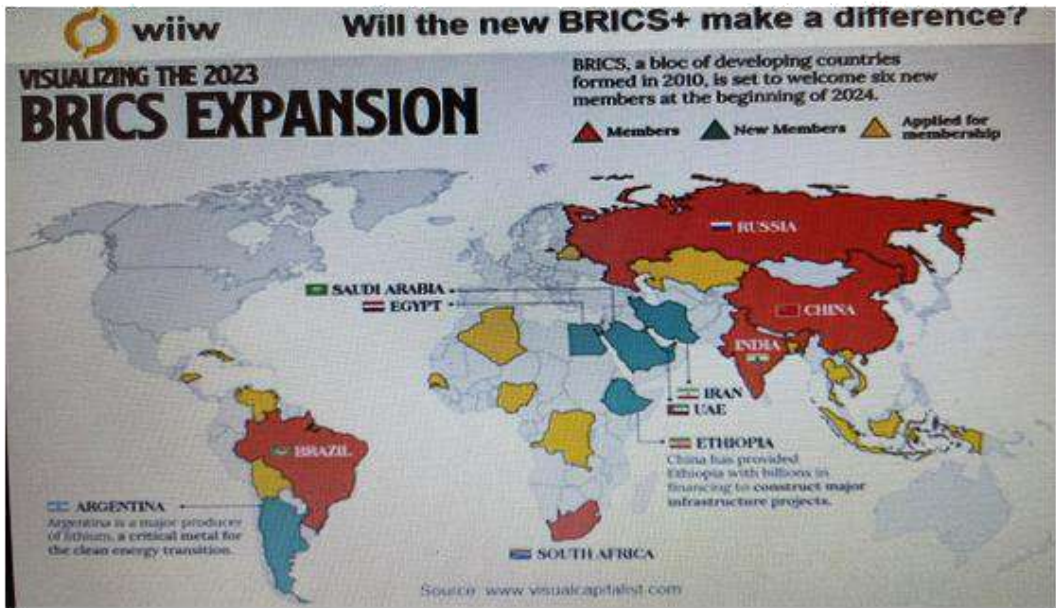 wiiw
Will the new BRICS+ make a difference?
VISUALIZING THE 2023
BRICS EXPANSION
BRICS, a bloc of developing countries
formed in 2010, is set to welcome six new
members at the beginning of 2024.
Members
New Members
Applied for
membership
RUSSIA
SAUDI ARABIA
EGYPT
CHINA
INDIA
IRAN
UAE
BRAZIL
ETHIOPIA
China has provided
Ethiopia with billions in
financing to construct major
infrastructure projects.
ARGENTINA
Argentina is a major producer
of lithium, a critical metal for
the clean energy transition.
SOUTH AFRICA
Source: www.visualcapitalist.com